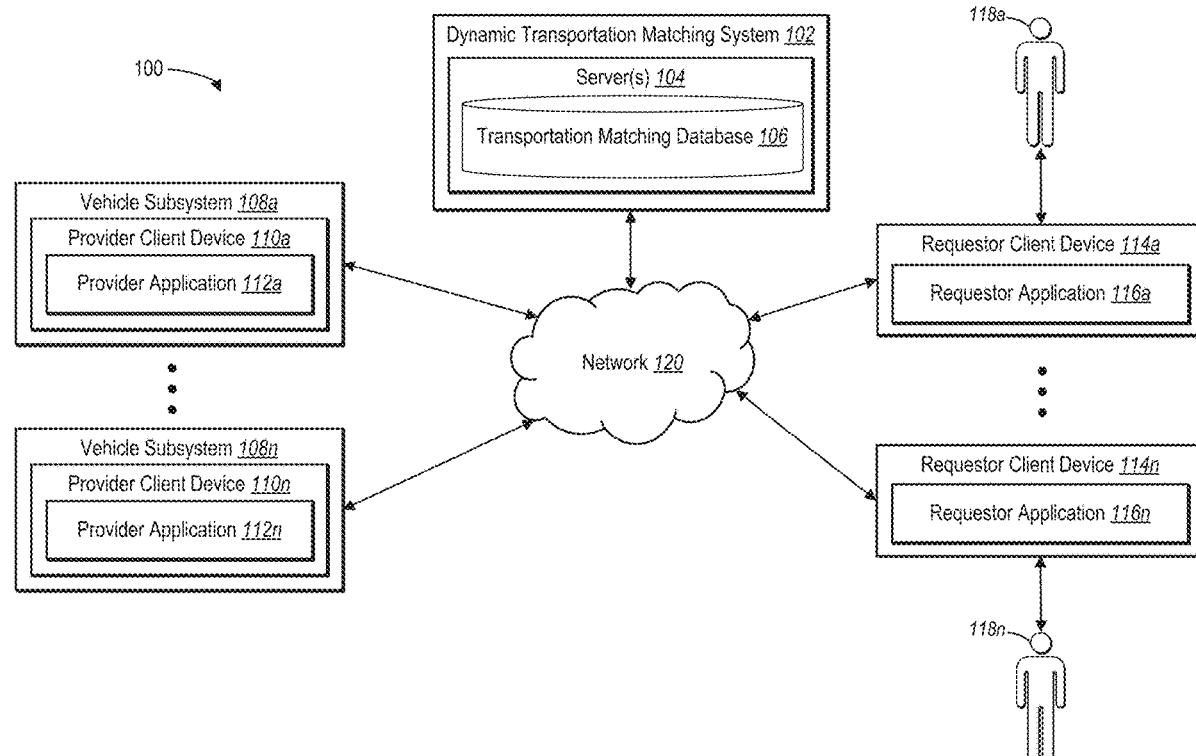 118a
Dynamic Transportation Matching System 102
100
Server(s) 104
Transportation Matching Database 106
Vehicle Subsystem 108a
Provider Client Device 110a
Provider Application 112a
Requestor Client Device 114a
Requestor Application 116a
Network 120
Vehicle Subsystem 108n
Provider Client Device 110n
Provider Application 112n
Requestor Client Device 114n
Requestor Application 116n
118n